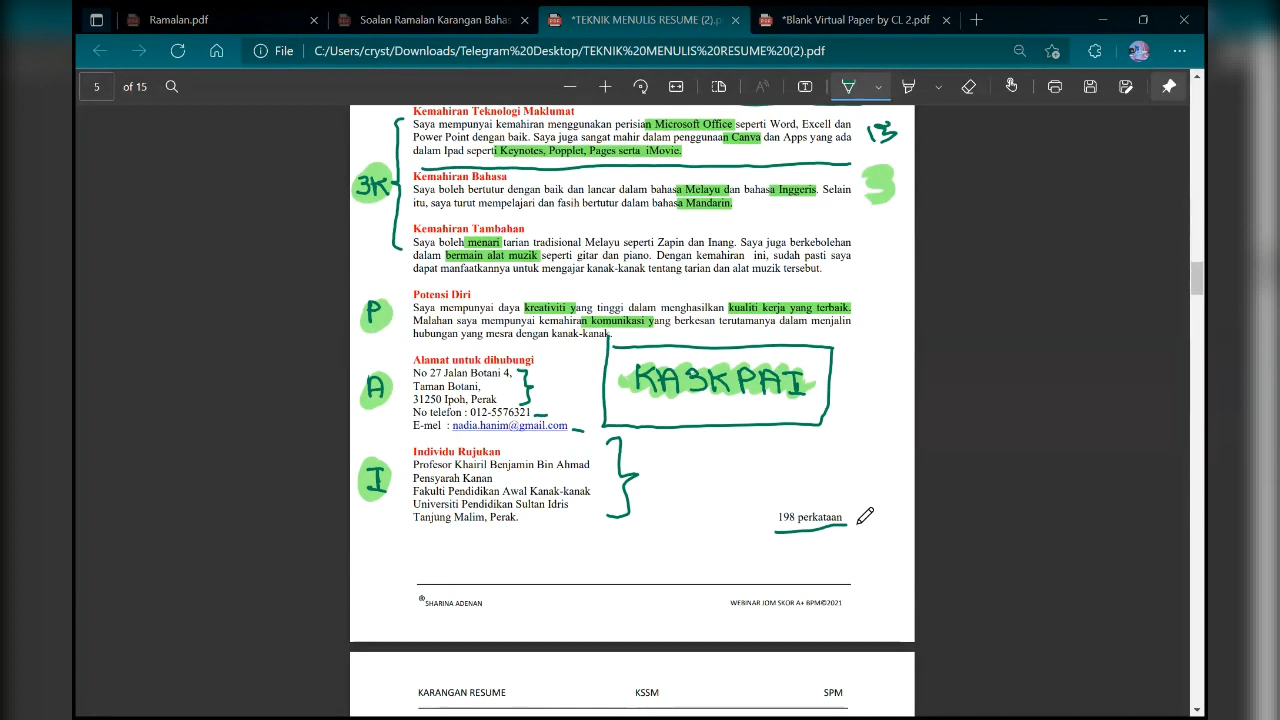 Ramalan.pdf
Soalan Ramalan Karangan Bahas
*TEKNIK MENULIS RESUME (2).p
*Blank Virtual Paper by CL 2.pdf
File
C:/Users/cryst/Downloads/Telegram%20Desktop/TEKNIK%20MENULIS%20RESUME%20(2).pdf
5 of 15
Kemahiran Teknologi Maklumat
Saya mempunyai kemahiran menggunakan perisian Microsoft Office seperti Word, Excell dan
Power Point dengan baik. Saya juga sangat mahir dalam penggunaan Canva dan Apps yang ada
dalam Ipad seperti Keynotes, Popplet, Pages serta iMovie.
13
3K
Kemahiran Bahasa
Saya boleh bertutur dengan baik dan lancar dalam bahasa Melayu dan bahasa Inggeris. Selain
itu, saya turut mempelajari dan fasih bertutur dalam bahasa Mandarin.
3
Kemahiran Tambahan
Saya boleh menari tarian tradisional Melayu seperti Zapin dan Inang. Saya juga berkebolehan
dalam bermain alat muzik seperti gitar dan piano. Dengan kemahiran ini, sudah pasti saya
dapat manfaatkannya untuk mengajar kanak-kanak tentang tarian dan alat muzik tersebut.
P
Potensi Diri
Saya mempunyai daya kreativiti yang tinggi dalam menghasilkan kualiti kerja yang terbaik.
Malahan saya mempunyai kemahiran komunikasi yang berkesan terutamanya dalam menjalin
hubungan yang mesra dengan kanak-kanak.
A
Alamat untuk dihubungi
No 27 Jalan Botani 4,
Taman Botani,
31250 Ipoh, Perak
No telefon : 012-5576321
E-mel : nadia.hanim@gmail.com
KA3KPAI
I
Individu Rujukan
Profesor Khairil Benjamin Bin Ahmad
Pensyarah Kanan
Fakulti Pendidikan Awal Kanak-kanak
Universiti Pendidikan Sultan Idris
Tanjung Malim, Perak.
198 perkataan
®SHARINA ADENAN
WEBINAR JOM SKOR A+ BPM©2021
KARANGAN RESUME KSSM SPM